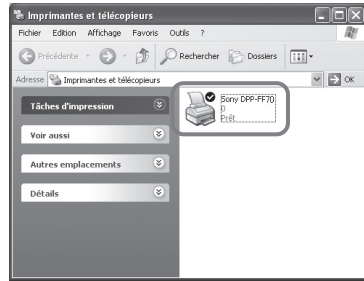 Imprimantes et télécopieurs
Fichier Edition Affichage Favoris Outils ?
Précédente Rechercher Dossiers
Adresse Imprimantes et télécopieurs OK
Tâches d'impression
Sony DPP-FF70
0
Prêt
Voir aussi
Autres emplacements
Détails